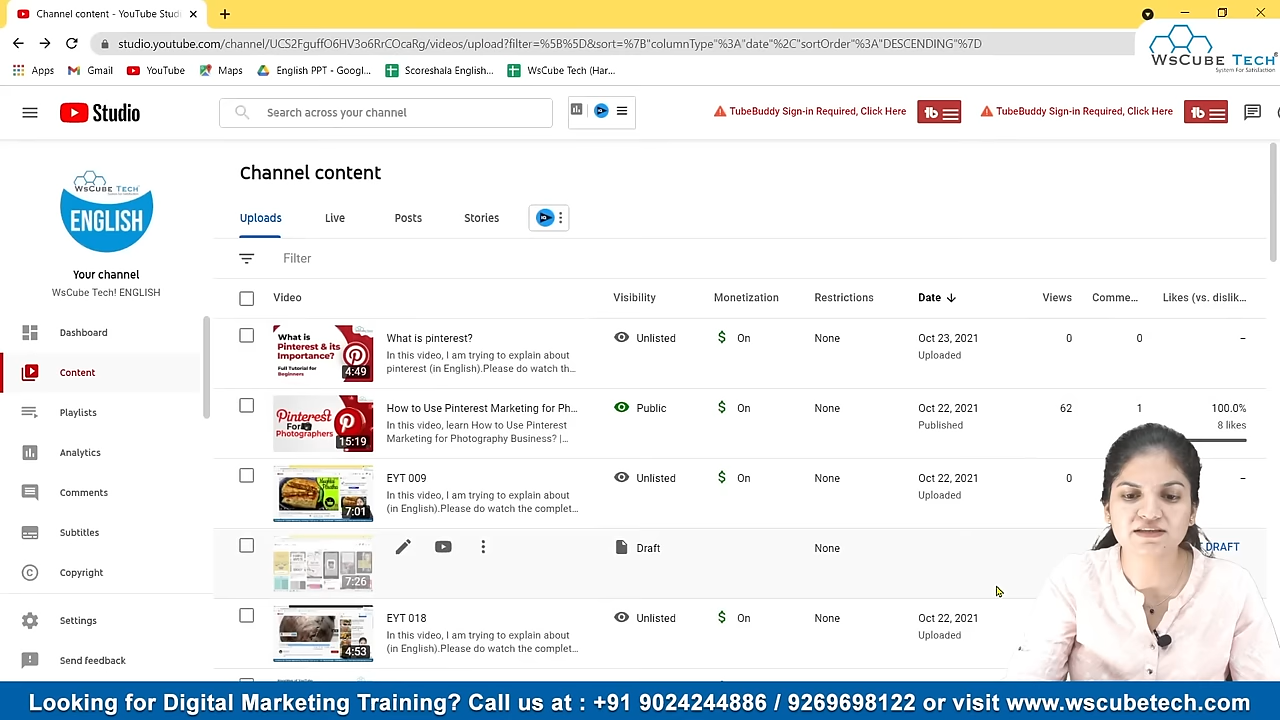 Channel content - YouTube Studi
studio.youtube.com/channel/UCS2FguffO6HV3o6RrCOcaRg/videos/upload?filter=%5B%5D&sort=%7B"columnType"%3A"date"%2C"sortOrder"%3A"DESCENDING"%7D
WsCube Tech
System For Satisfaction
Apps
Gmail
YouTube
Maps
English PPT - Googl...
Scoreshala English...
WsCube Tech (Har...
Studio
Search across your channel
TubeBuddy Sign-in Required, Click Here
tb
TubeBuddy Sign-in Required, Click Here
tb
WsCube Tech
ENGLISH
Your channel
WsCube Tech! ENGLISH
Dashboard
Content
Playlists
Analytics
Comments
Subtitles
Copyright
Settings
Send feedback
Channel content
Uploads
Live
Posts
Stories
Filter
Video
Visibility
Monetization
Restrictions
Date
Views
Comme...
Likes (vs. dislik...
What is
Pinterest & its
Importance?
Full Tutorial for
Beginners
4:49
What is pinterest?
In this video, I am trying to explain about
pinterest (in English).Please do watch th...
Unlisted
$ On
None
Oct 23, 2021
Uploaded
0
0
–
Pinterest
For
Photographers
15:19
How to Use Pinterest Marketing for Ph...
In this video, learn How to Use Pinterest
Marketing for Photography Business? |...
Public
$ On
None
Oct 22, 2021
Published
62
1
100.0%
8 likes
7:01
EYT 009
In this video, I am trying to explain about
(in English).Please do watch the complet...
Unlisted
$ On
None
Oct 22, 2021
Uploaded
0
–
7:26
Draft
None
DRAFT
4:53
EYT 018
In this video, I am trying to explain about
(in English).Please do watch the complet...
Unlisted
$ On
None
Oct 22, 2021
Uploaded
Looking for Digital Marketing Training? Call us at : +91 9024244886 / 9269698122 or visit www.wscubetech.com